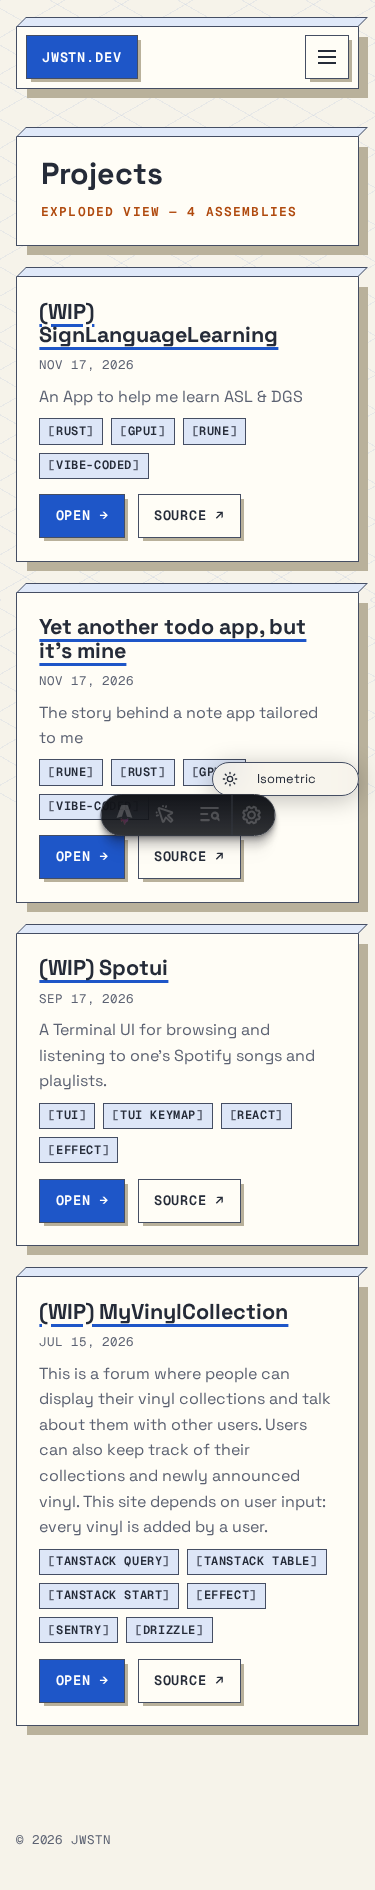 JWSTN.DEV
Projects
EXPLODED VIEW — 4 ASSEMBLIES
(WIP)
SignLanguageLearning
NOV 17, 2026
An App to help me learn ASL & DGS
[RUST] [GPUI] [RUNE]
[VIBE-CODED]
OPEN → SOURCE ↗
Yet another todo app, but
it's mine
NOV 17, 2026
The story behind a note app tailored
to me
[RUNE] [RUST]
Isometric
OPEN → SOURCE ↗
(WIP) Spotui
SEP 17, 2026
A Terminal UI for browsing and
listening to one's Spotify songs and
playlists.
[TUI] [TUI KEYMAP] [REACT]
[EFFECT]
OPEN → SOURCE ↗
(WIP) MyVinylCollection
JUL 15, 2026
This is a forum where people can
display their vinyl collections and talk
about them with other users. Users
can also keep track of their
collections and newly announced
vinyl. This site depends on user input:
every vinyl is added by a user.
[TANSTACK QUERY] [TANSTACK TABLE]
[TANSTACK START] [EFFECT]
[SENTRY] [DRIZZLE]
OPEN → SOURCE ↗
© 2026 JWSTN